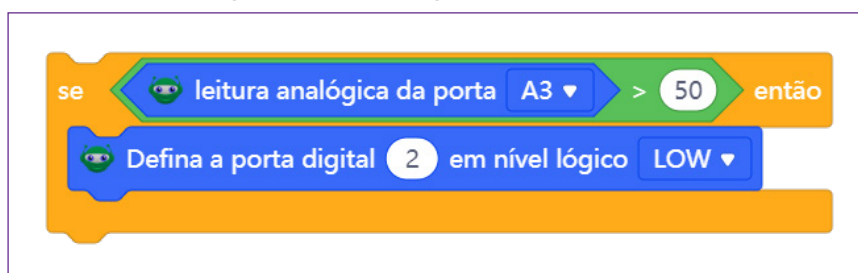 se leitura analógica da porta A3 > 50 então
Defina a porta digital 2 em nível lógico LOW